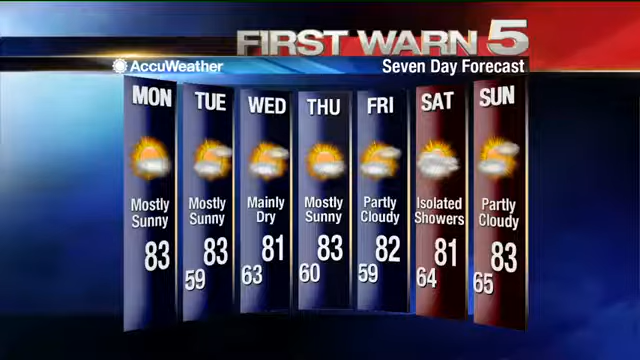 FIRST WARN 5
AccuWeather
Seven Day Forecast
MON
Mostly
Sunny
83
TUE
Mostly
Sunny
83
59
WED
Mainly
Dry
81
63
THU
Mostly
Sunny
83
60
FRI
Partly
Cloudy
82
59
SAT
Isolated
Showers
81
64
SUN
Partly
Cloudy
83
65